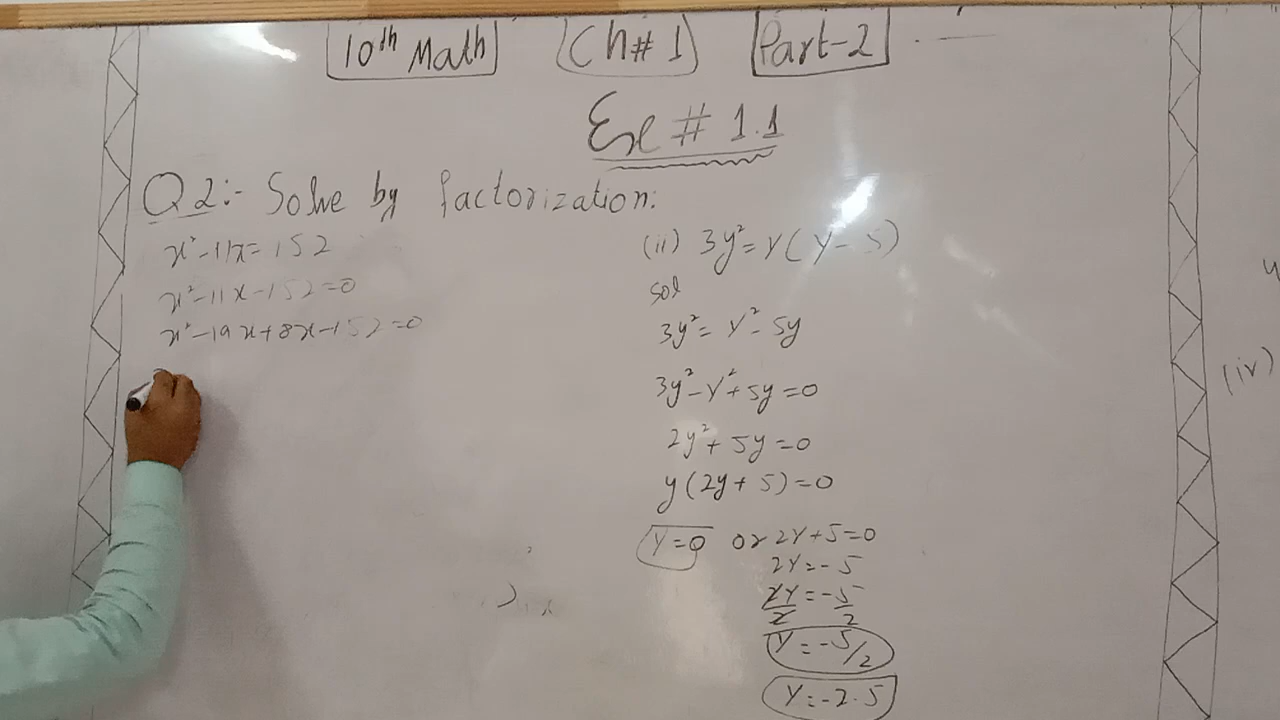 10th Math Ch# 1 Part-2
Ex # 1.1
Q2:- Solve by factorization:
x²-11x=152
x²-11x-152=0
x²-19x+8x-152=0
(ii) 3y²=y(y-5)
sol
3y²= y²-5y
3y²-y²+5y=0
2y²+5y=0
y(2y+5)=0
y=0 or 2y+5=0
2y=-5
2y/2=-5/2
y=-5/2
y=-2.5
(iv)